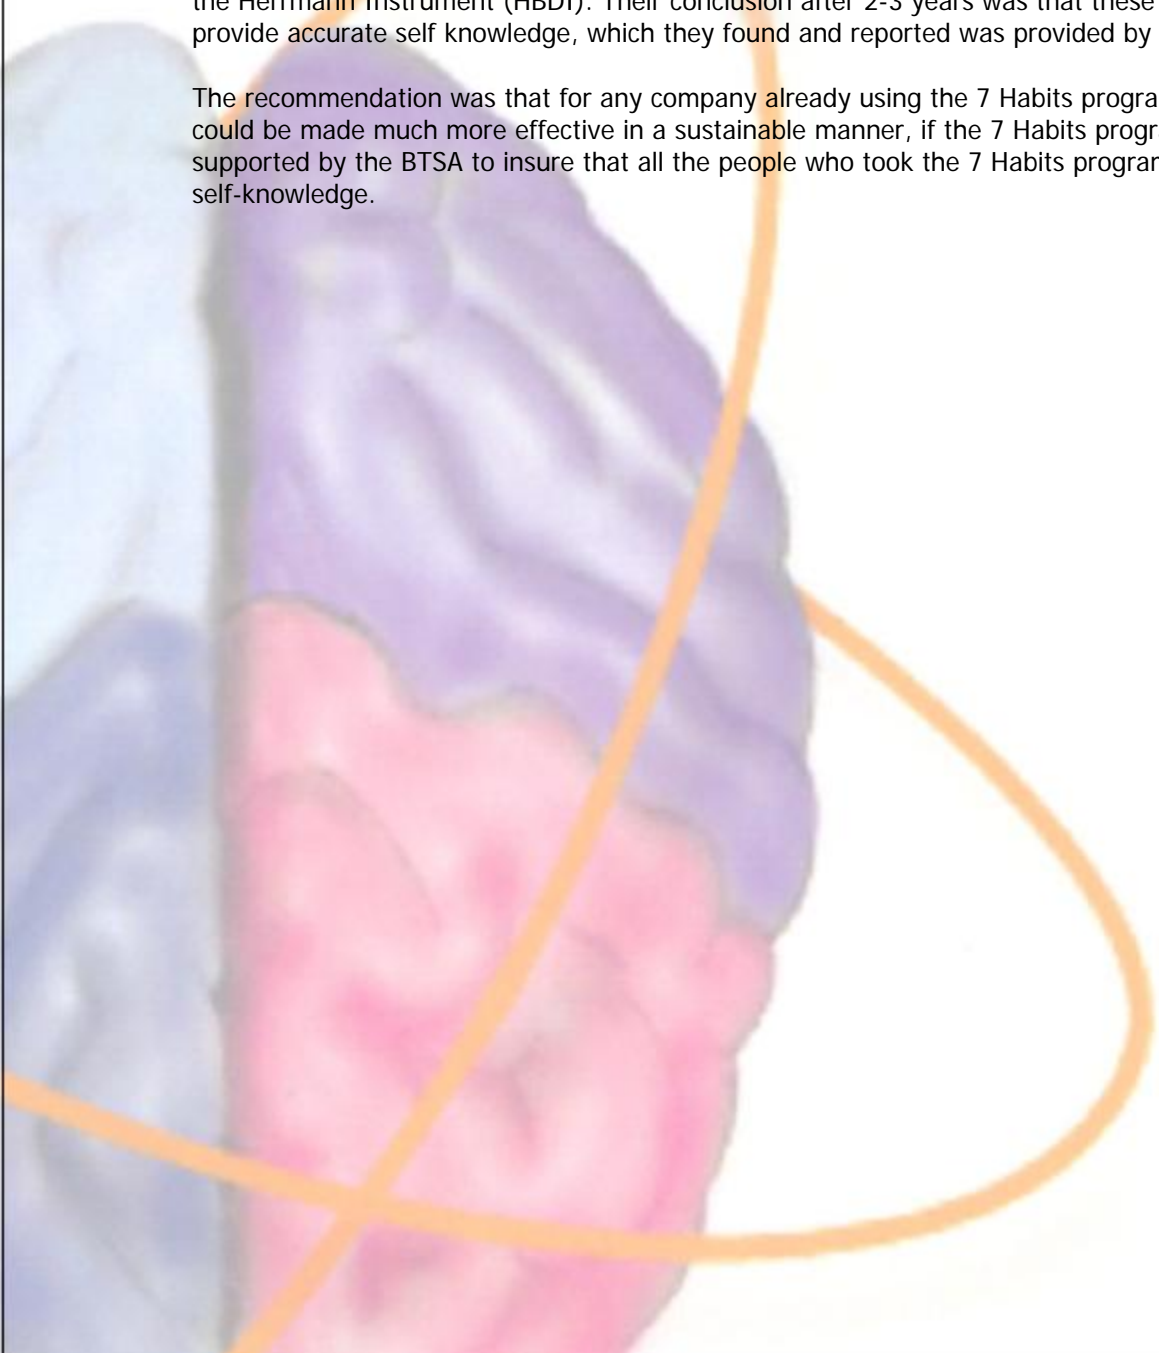 the Herrmann Instrument (HBDI). Their conclusion after 2-3 years was that these
provide accurate self knowledge, which they found and reported was provided by
The recommendation was that for any company already using the 7 Habits progra
could be made much more effective in a sustainable manner, if the 7 Habits progr
supported by the BTSA to insure that all the people who took the 7 Habits program
self-knowledge.